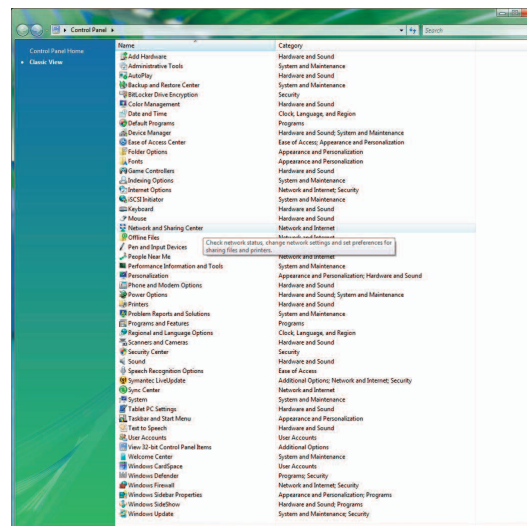 Control Panel
Search
Control Panel Home
Classic View
Name Category
Add Hardware Hardware and Sound
Administrative Tools System and Maintenance
AutoPlay Hardware and Sound
Backup and Restore Center System and Maintenance
BitLocker Drive Encryption Security
Color Management Hardware and Sound
Date and Time Clock, Language, and Region
Default Programs Programs
Device Manager Hardware and Sound; System and Maintenance
Ease of Access Center Ease of Access; Appearance and Personalization
Folder Options Appearance and Personalization
Fonts Appearance and Personalization
Game Controllers Hardware and Sound
Indexing Options System and Maintenance
Internet Options Network and Internet; Security
iSCSI Initiator System and Maintenance
Keyboard Hardware and Sound
Mouse Hardware and Sound
Network and Sharing Center Network and Internet
Offline Files Network and Internet
Pen and Input Devices
Check network status, change network settings and set preferences for
sharing files and printers.
People Near Me Network and Internet
Performance Information and Tools System and Maintenance
Personalization Appearance and Personalization; Hardware and Sound
Phone and Modem Options Hardware and Sound
Power Options Hardware and Sound; System and Maintenance
Printers Hardware and Sound
Problem Reports and Solutions System and Maintenance
Programs and Features Programs
Regional and Language Options Clock, Language, and Region
Scanners and Cameras Hardware and Sound
Security Center Security
Sound Hardware and Sound
Speech Recognition Options Ease of Access
Symantec LiveUpdate Additional Options; Network and Internet; Security
Sync Center Network and Internet
System System and Maintenance
Tablet PC Settings Hardware and Sound
Taskbar and Start Menu Appearance and Personalization
Text to Speech Hardware and Sound
User Accounts User Accounts
View 32-bit Control Panel Items Additional Options
Welcome Center System and Maintenance
Windows CardSpace User Accounts
Windows Defender Programs; Security
Windows Firewall Network and Internet; Security
Windows Sidebar Properties Appearance and Personalization; Programs
Windows SideShow Hardware and Sound; Programs
Windows Update System and Maintenance; Security